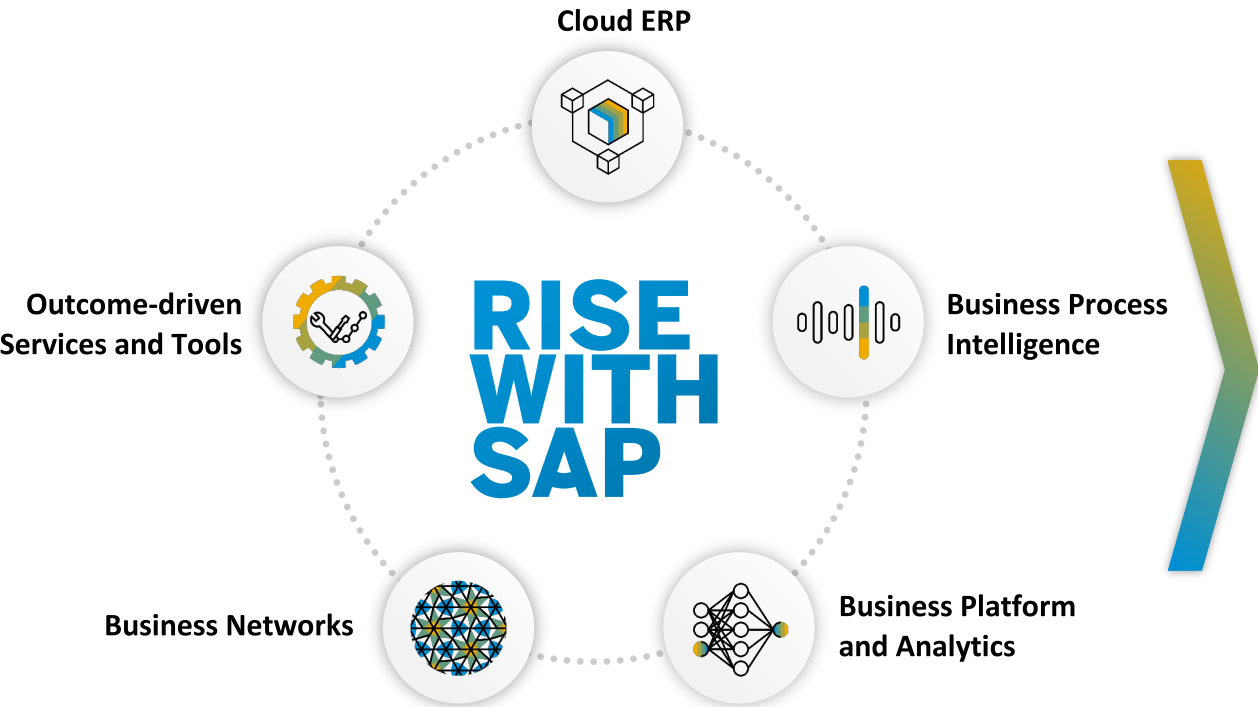 Cloud ERP
Outcome-driven
Services and Tools
RISE
WITH
SAP
Business Process
Intelligence
Business Networks
Business Platform
and Analytics